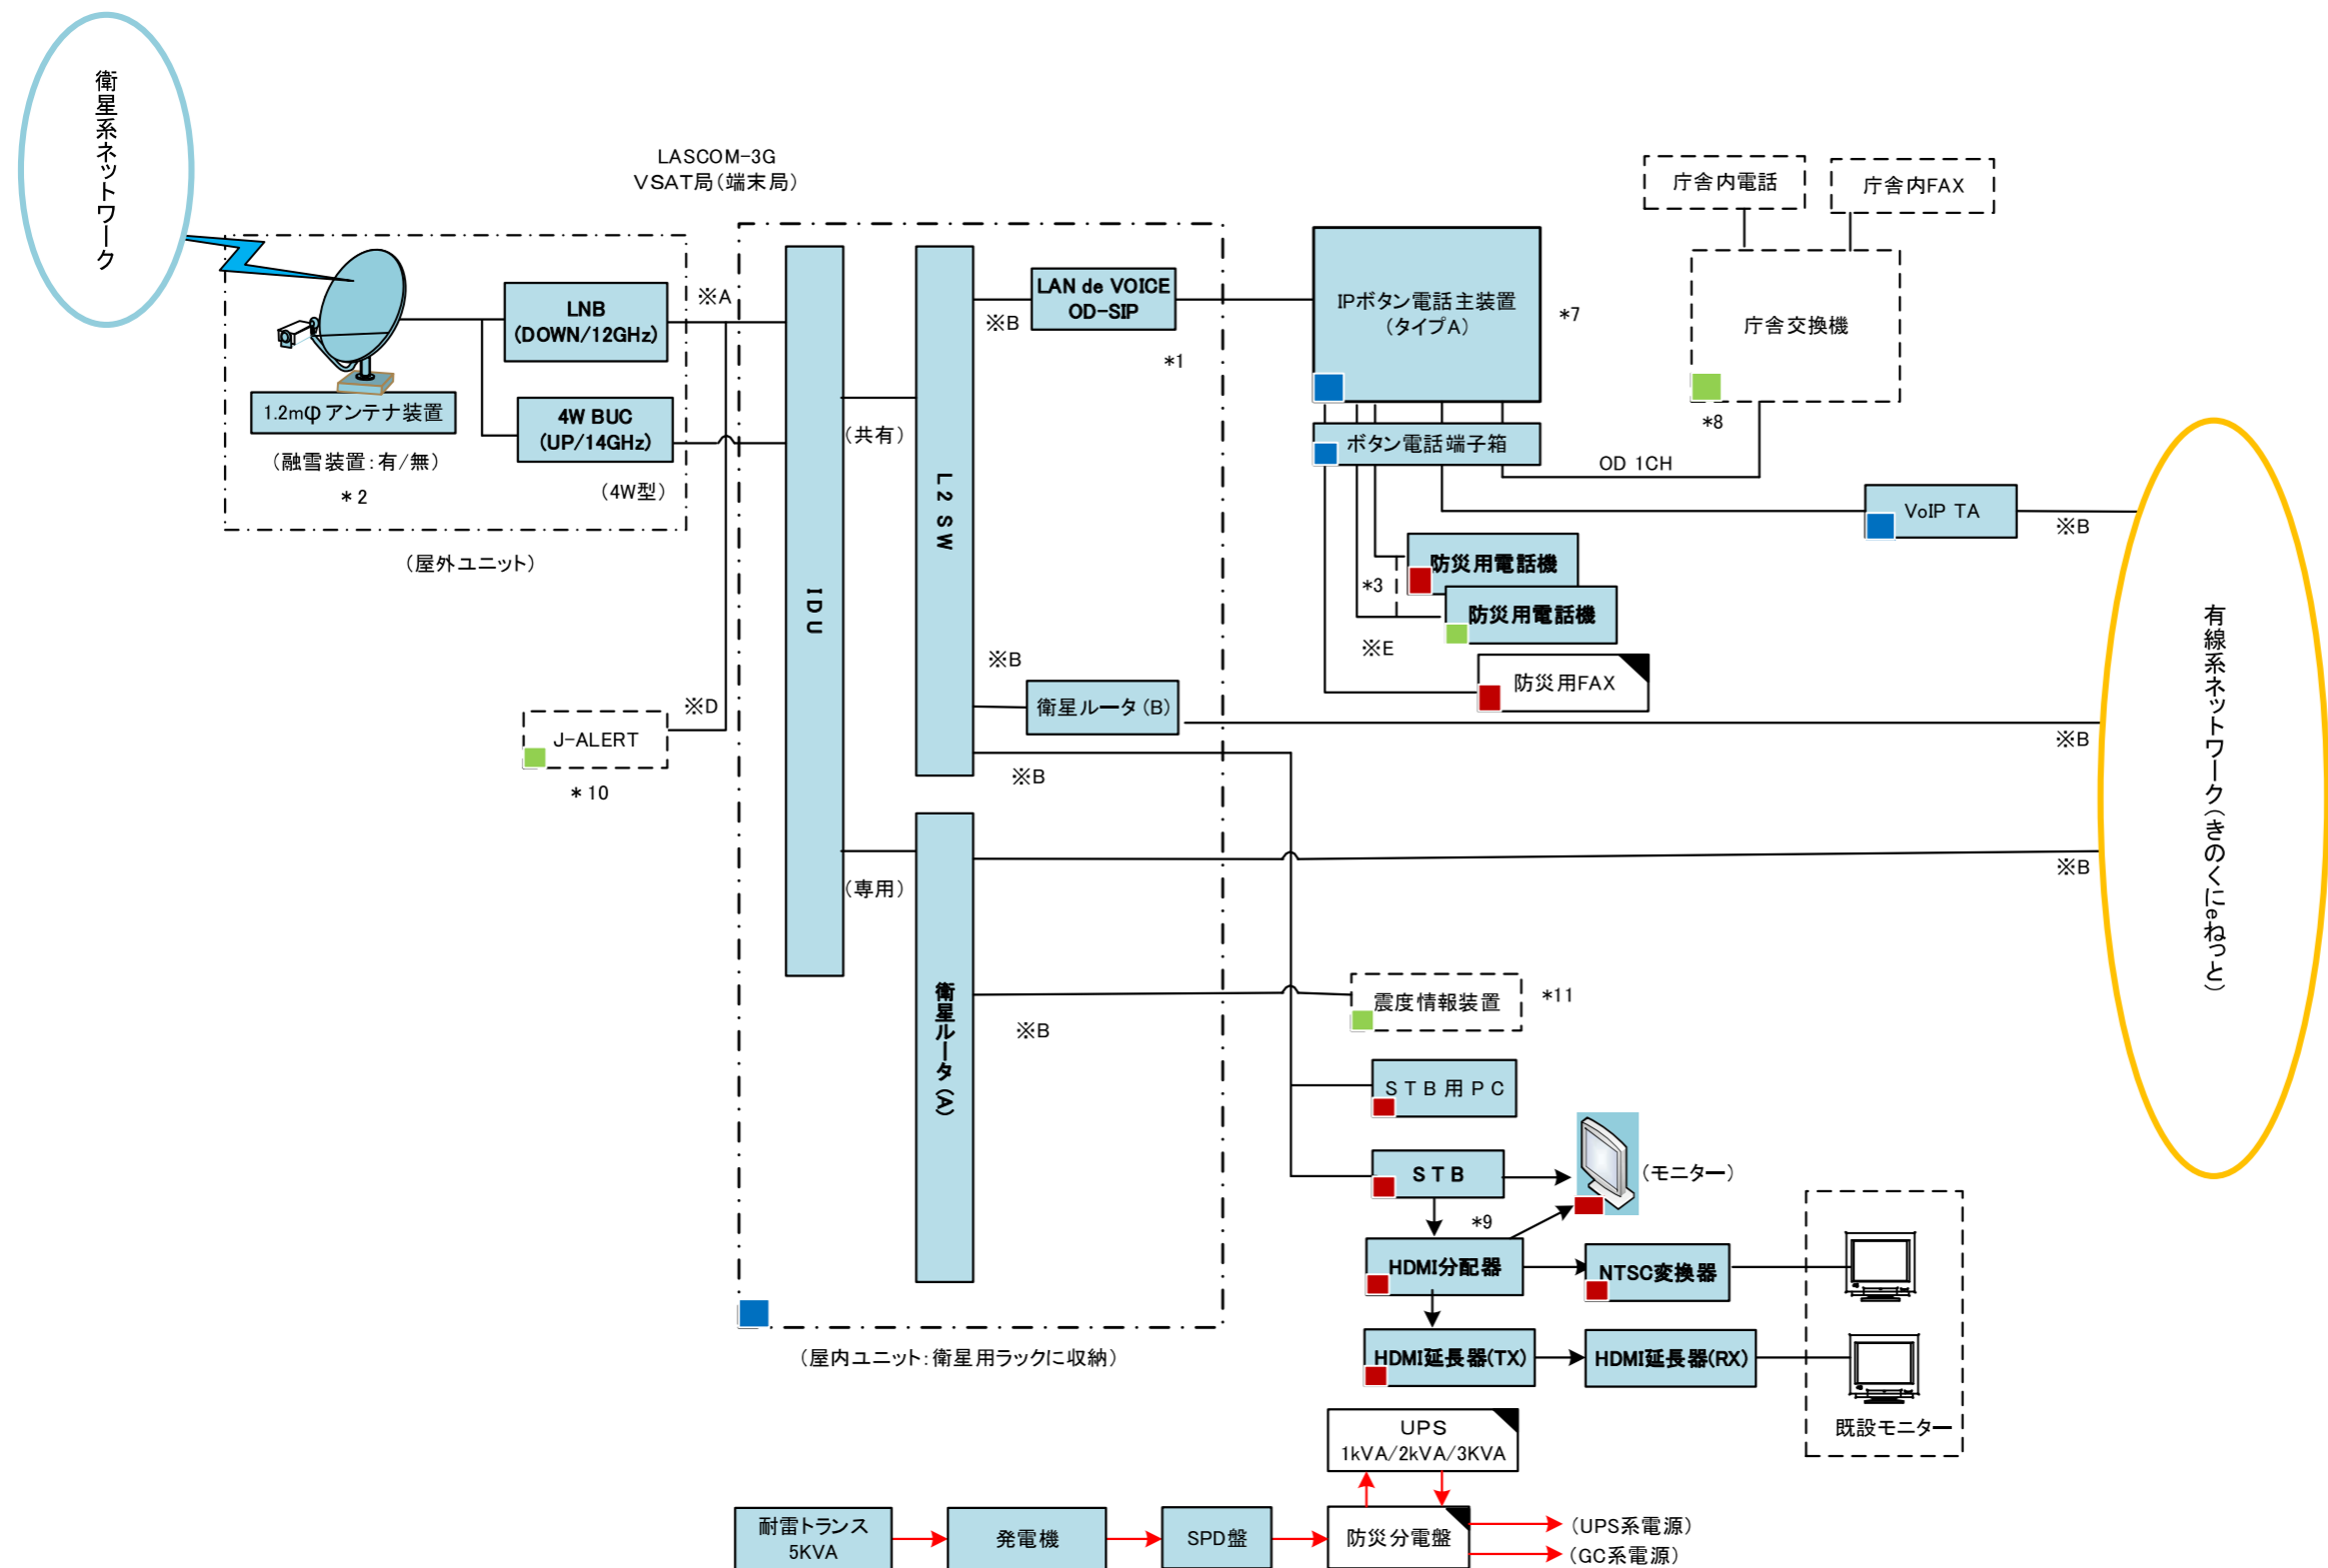 衛星系ネットワーク
LASCOM-3G
VSAT局(端末局)
庁舎内電話
庁舎内FAX
LNB
(DOWN/12GHz)
※A
LAN de VOICE
OD-SIP
※B
*1
IPボタン電話主装置
(タイプA)
*7
庁舎交換機
*8
1.2mφ アンテナ装置
4W BUC
(UP/14GHz)
(融雪装置:有/無)
*2
(4W型)
(屋外ユニット)
(共有)
L2 SW
IDU
ボタン電話端子箱
OD 1CH
VoIP TA
※B
防災用電話機
*3
防災用電話機
※E
防災用FAX
※B
衛星ルータ(B)
※B
※D
J-ALERT
*10
※B
有線系ネットワーク(きのくにeねっと)
(専用)
※B
衛星ルータ(A)
※B
震度情報装置
*11
STB用PC
STB
(モニター)
*9
HDMI分配器
NTSC変換器
HDMI延長器(TX)
HDMI延長器(RX)
既設モニター
(屋内ユニット:衛星用ラックに収納)
UPS
1kVA/2kVA/3KVA
耐雷トランス
5KVA
発電機
SPD盤
防災分電盤
(UPS系電源)
(GC系電源)